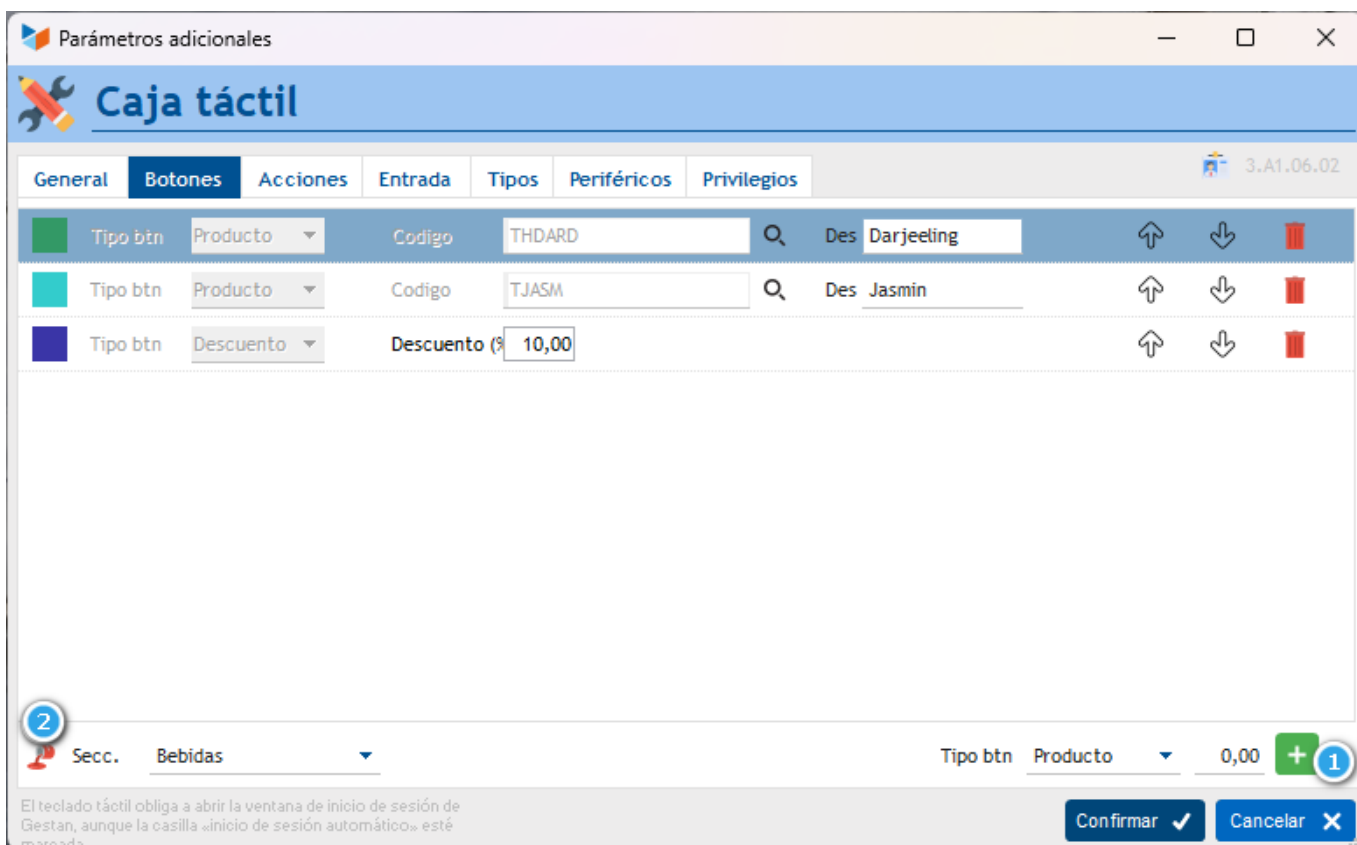 Parámetros adicionales
Caja táctil
General Botones Acciones Entrada Tipos Periféricos Privilegios 3.A1.06.02
Tipo btn Producto Codigo THDARD Des Darjeeling
Tipo btn Producto Codigo TJASM Des Jasmin
Tipo btn Descuento Descuento (% 10,00
2
Secc. Bebidas Tipo btn Producto 0,00 + 1
El teclado táctil obliga a abrir la ventana de inicio de sesión de
Gestan, aunque la casilla «inicio de sesión automático» esté
marcada
Confirmar Cancelar